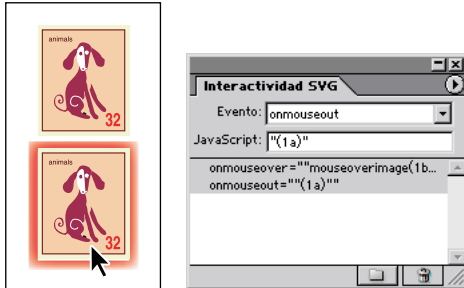 animals
32
animals
32
Interactividad SVG
Evento: onmouseout
JavaScript: "(1a)"
onmouseover=""mouseoverimage(1b...
onmouseout=""(1a)""